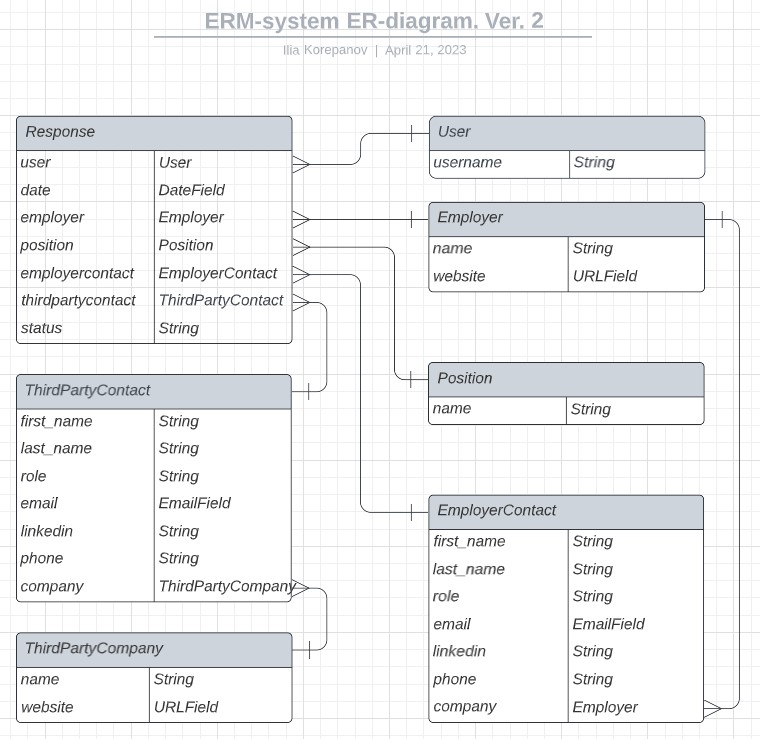 ERM-system ER-diagram. Ver. 2
Ilia Korepanov | April 21, 2023
Response
user User
date DateField
employer Employer
position Position
employercontact EmployerContact
thirdpartycontact ThirdPartyContact
status String
User
username String
Employer
name String
website URLField
Position
name String
ThirdPartyContact
first_name String
last_name String
role String
email EmailField
linkedin String
phone String
company ThirdPartyCompany
EmployerContact
first_name String
last_name String
role String
email EmailField
linkedin String
phone String
company Employer
ThirdPartyCompany
name String
website URLField